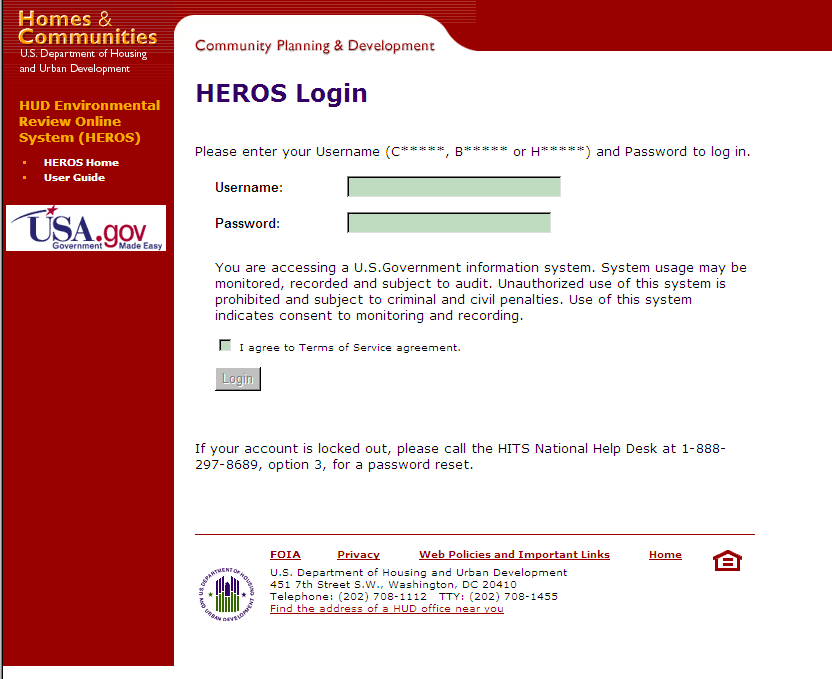 Homes &
Communities
U.S. Department of Housing
and Urban Development
Community Planning & Development
HUD Environmental
Review Online
System (HEROS)
HEROS Home
User Guide
USA.gov
Government Made Easy
HEROS Login
Please enter your Username (C*****, B***** or H*****) and Password to log in.
Username:
Password:
You are accessing a U.S.Government information system. System usage may be
monitored, recorded and subject to audit. Unauthorized use of this system is
prohibited and subject to criminal and civil penalties. Use of this system
indicates consent to monitoring and recording.
I agree to Terms of Service agreement.
Login
If your account is locked out, please call the HITS National Help Desk at 1-888-
297-8689, option 3, for a password reset.
FOIA Privacy Web Policies and Important Links Home
U.S. Department of Housing and Urban Development
451 7th Street S.W., Washington, DC 20410
Telephone: (202) 708-1112 TTY: (202) 708-1455
Find the address of a HUD office near you
U.S. DEPARTMENT OF HOUSING
AND URBAN DEVELOPMENT